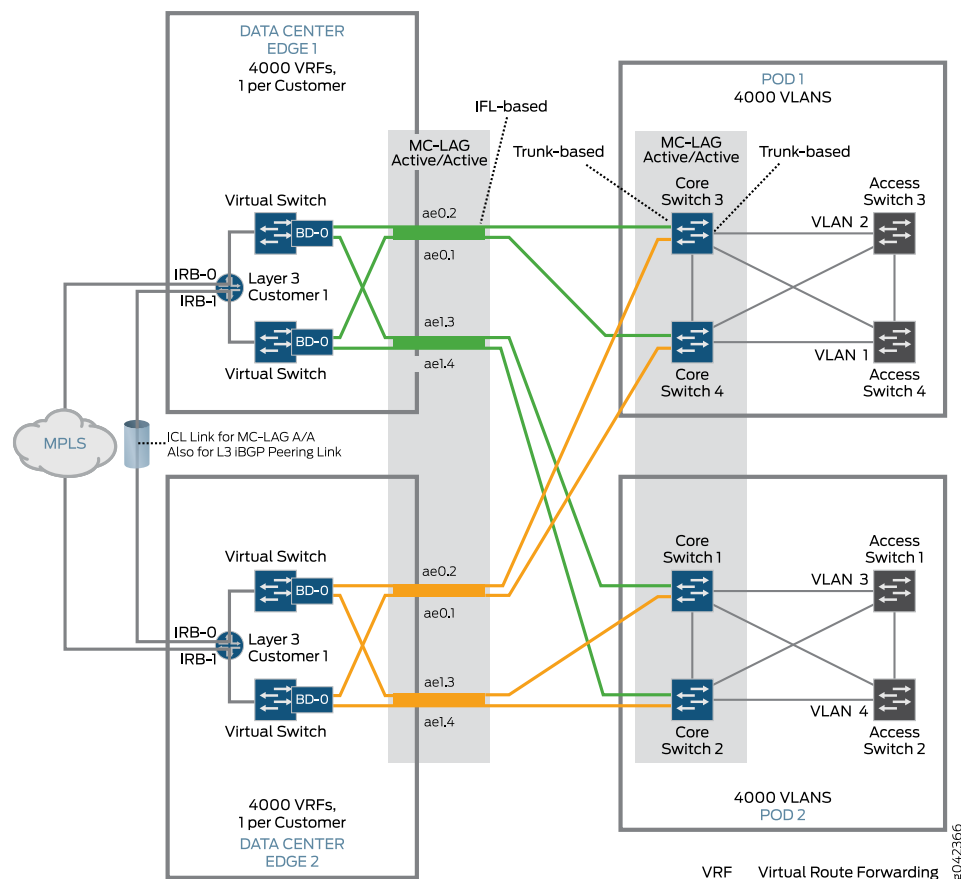 DATA CENTER
EDGE 1
4000 VRFs,
1 per Customer
Virtual Switch
BD-0
IRB-0
IRB-1
Layer 3
Customer 1
BD-0
Virtual Switch
MC-LAG
Active/Active
IFL-based
ae0.2
ae0.1
ae1.3
ae1.4
POD 1
4000 VLANS
Trunk-based
MC-LAG
Active/Active
Trunk-based
Core
Switch 3
Access
Switch 3
VLAN 2
VLAN 1
Core
Switch 4
Access
Switch 4
MPLS
ICL Link for MC-LAG A/A
Also for L3 iBGP Peering Link
Virtual Switch
BD-0
IRB-0
IRB-1
Layer 3
Customer 1
BD-0
Virtual Switch
4000 VRFs,
1 per Customer
DATA CENTER
EDGE 2
ae0.2
ae0.1
ae1.3
ae1.4
Core
Switch 1
Access
Switch 1
VLAN 3
VLAN 4
Core
Switch 2
Access
Switch 2
4000 VLANS
POD 2
VRF Virtual Route Forwarding
g042366